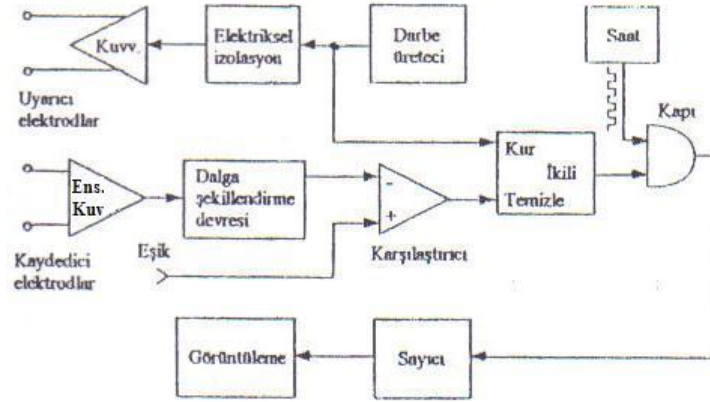 Kuvv.
Elektriksel
izolasyon
Darbe
üreteci
Saat
Uyarıcı
elektrodlar
Kapı
Kur
İkili
Temizle
Ens.
Kuv
Dalga
şekillendirme
devresi
-
+
Eşik
Karşılaştırıcı
Kaydedici
elektrodlar
Görüntüleme
Sayıcı